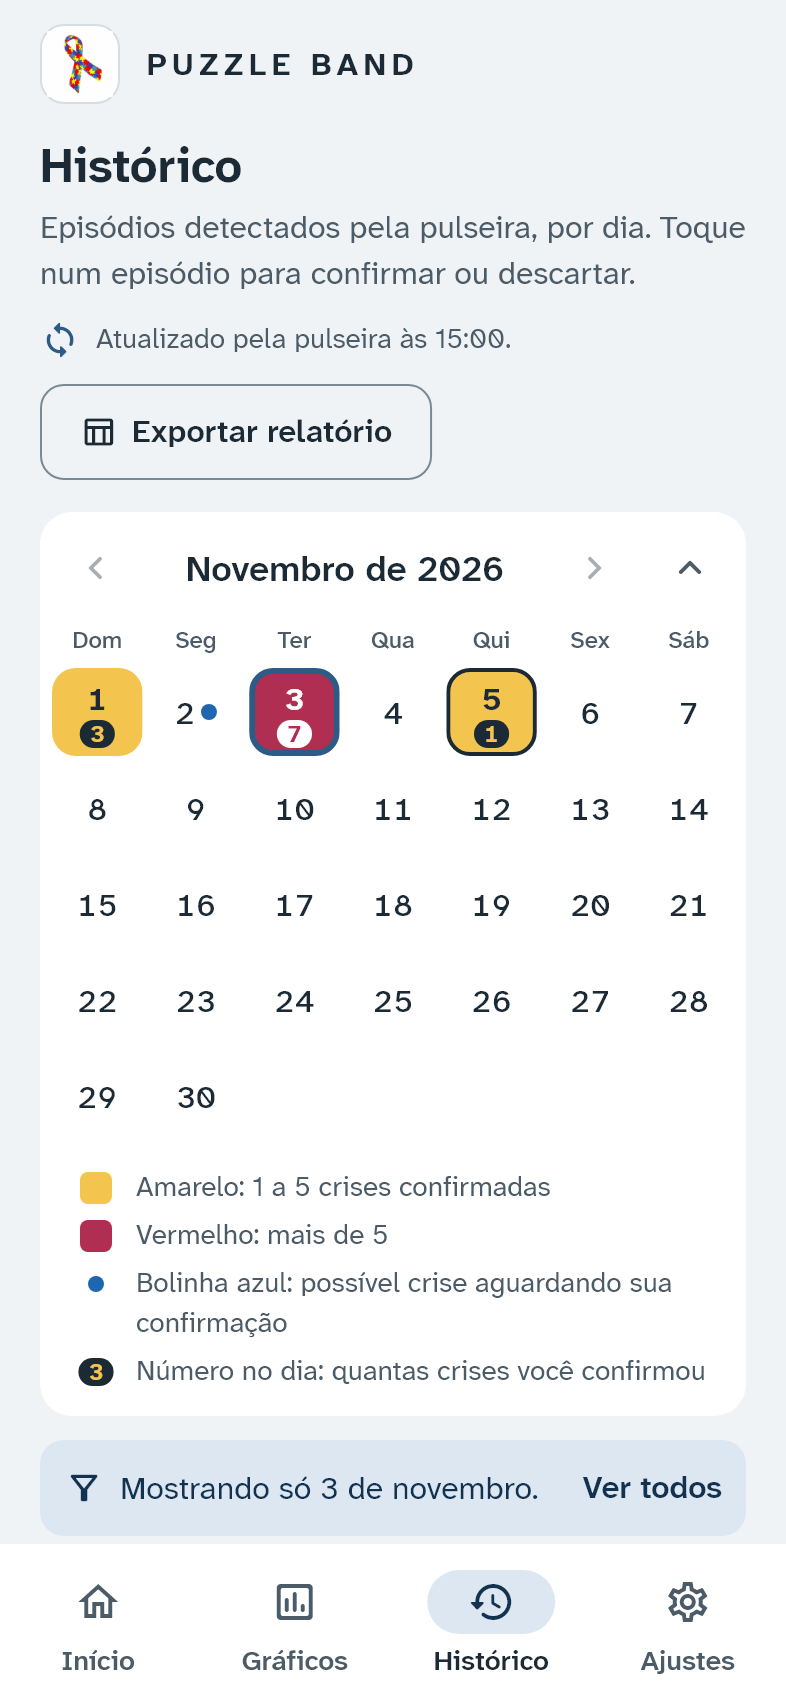 PUZZLE BAND
Histórico
Episódios detectados pela pulseira, por dia. Toque
num episódio para confirmar ou descartar.
Atualizado pela pulseira às 15:00.
Exportar relatório
Novembro de 2026
Dom Seg Ter Qua Qui Sex Sáb
1 2 3 4 5 6 7
3 7 1
8 9 10 11 12 13 14
15 16 17 18 19 20 21
22 23 24 25 26 27 28
29 30
Amarelo: 1 a 5 crises confirmadas
Vermelho: mais de 5
Bolinha azul: possível crise aguardando sua
confirmação
3 Número no dia: quantas crises você confirmou
Mostrando só 3 de novembro. Ver todos
Início Gráficos Histórico Ajustes